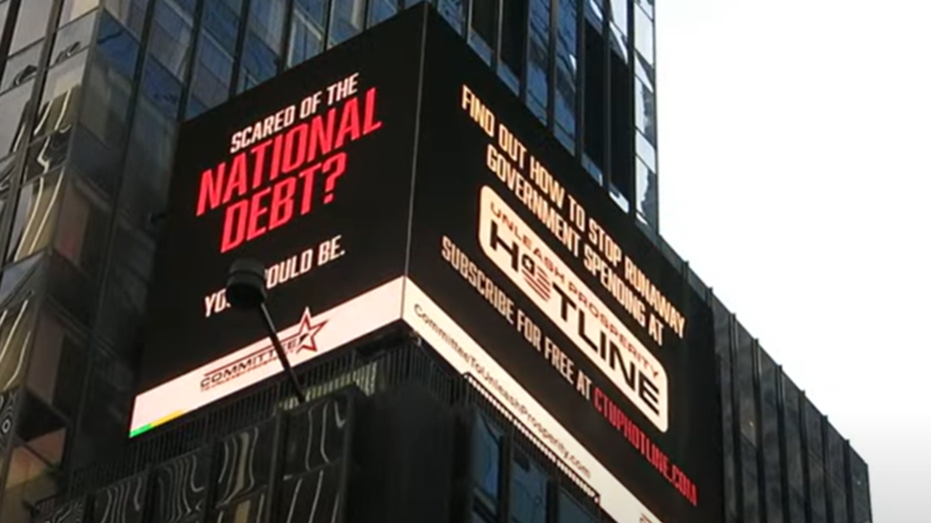 SCARED OF THE
NATIONAL
DEBT?
SHOULD BE.
COMMITTEE
FIND OUT HOW TO STOP RUNAWAY
GOVERNMENT SPENDING AT
UNLEASH PROSPERITY
HOTLINE
SUBSCRIBE FOR FREE AT CTUPHOTLINE.COM
CommitteeToUnleashProsperity.com